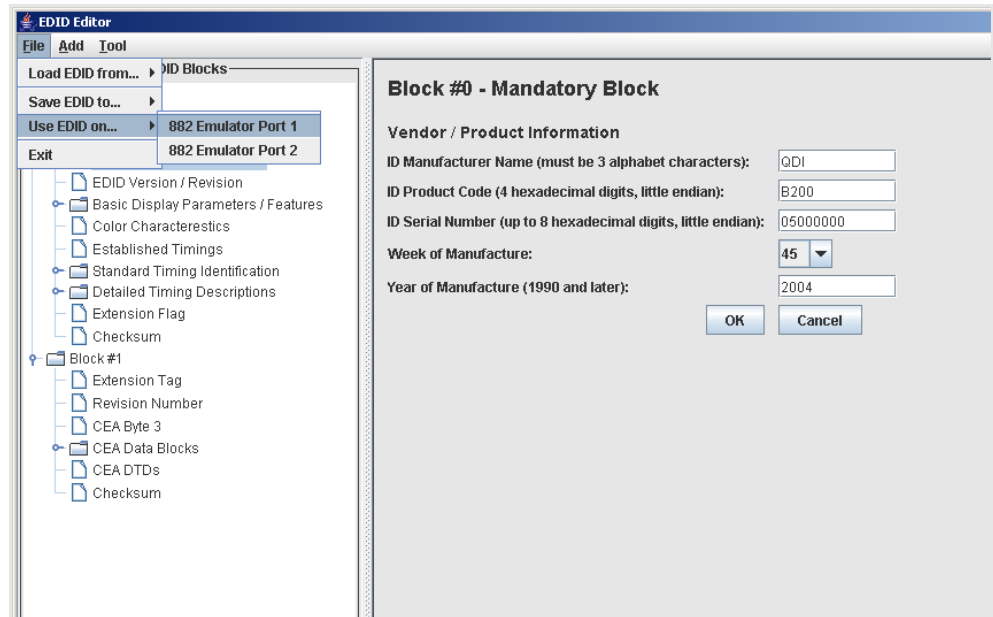 EDID Editor
File Add Tool
Load EDID from...
Save EDID to...
Use EDID on...
Exit
882 Emulator Port 1
882 Emulator Port 2
Blocks
EDID Version / Revision
Basic Display Parameters / Features
Color Characterestics
Established Timings
Standard Timing Identification
Detailed Timing Descriptions
Extension Flag
Checksum
Block #1
Extension Tag
Revision Number
CEA Byte 3
CEA Data Blocks
CEA DTDs
Checksum
Block #0 - Mandatory Block
Vendor / Product Information
ID Manufacturer Name (must be 3 alphabet characters): QDI
ID Product Code (4 hexadecimal digits, little endian): B200
ID Serial Number (up to 8 hexadecimal digits, little endian): 05000000
Week of Manufacture: 45
Year of Manufacture (1990 and later): 2004
OK Cancel